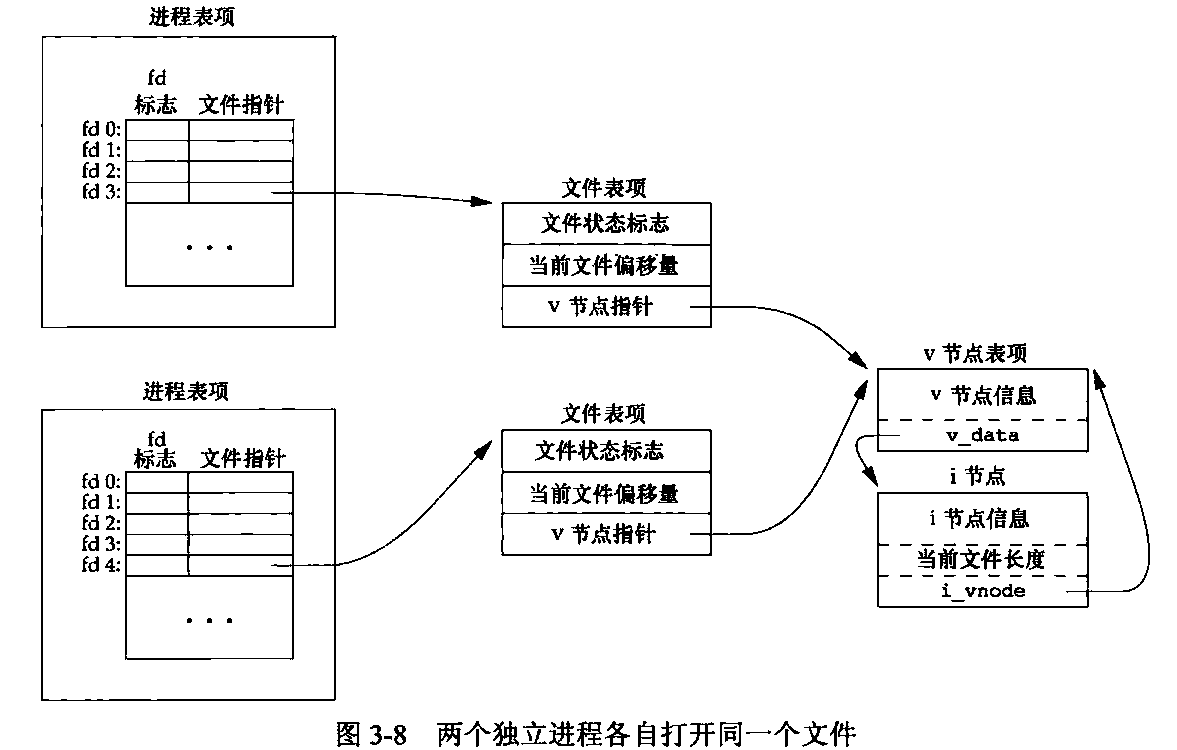 进程表项
fd
标志 文件指针
fd 0:
fd 1:
fd 2:
fd 3:
· · ·
文件表项
文件状态标志
当前文件偏移量
v 节点指针
v 节点表项
v 节点信息
v_data
i 节点
i 节点信息
当前文件长度
i_vnode
进程表项
fd
标志 文件指针
fd 0:
fd 1:
fd 2:
fd 3:
fd 4:
· · ·
文件表项
文件状态标志
当前文件偏移量
v 节点指针
图 3-8 两个独立进程各自打开同一个文件